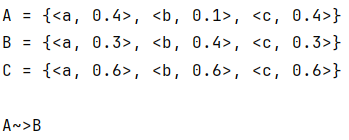 A = {<a, 0.4>, <b, 0.1>, <c, 0.4>}
B = {<a, 0.3>, <b, 0.4>, <c, 0.3>}
C = {<a, 0.6>, <b, 0.6>, <c, 0.6>}
A~>B